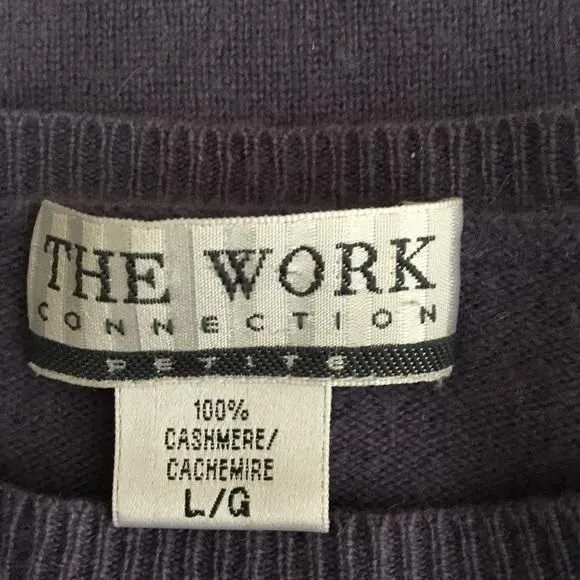 THE WORK
CONNECTION
PETITE
100%
CASHMERE/
CACHEMIRE
L/G